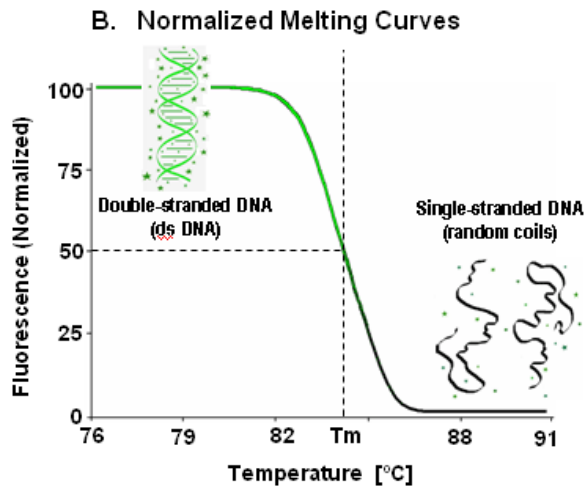 B. Normalized Melting Curves
100
75
50
25
0
Fluorescence (Normalized)
Double-stranded DNA
(ds DNA)
Single-stranded DNA
(random coils)
76 79 82 Tm 88 91
Temperature [°C]